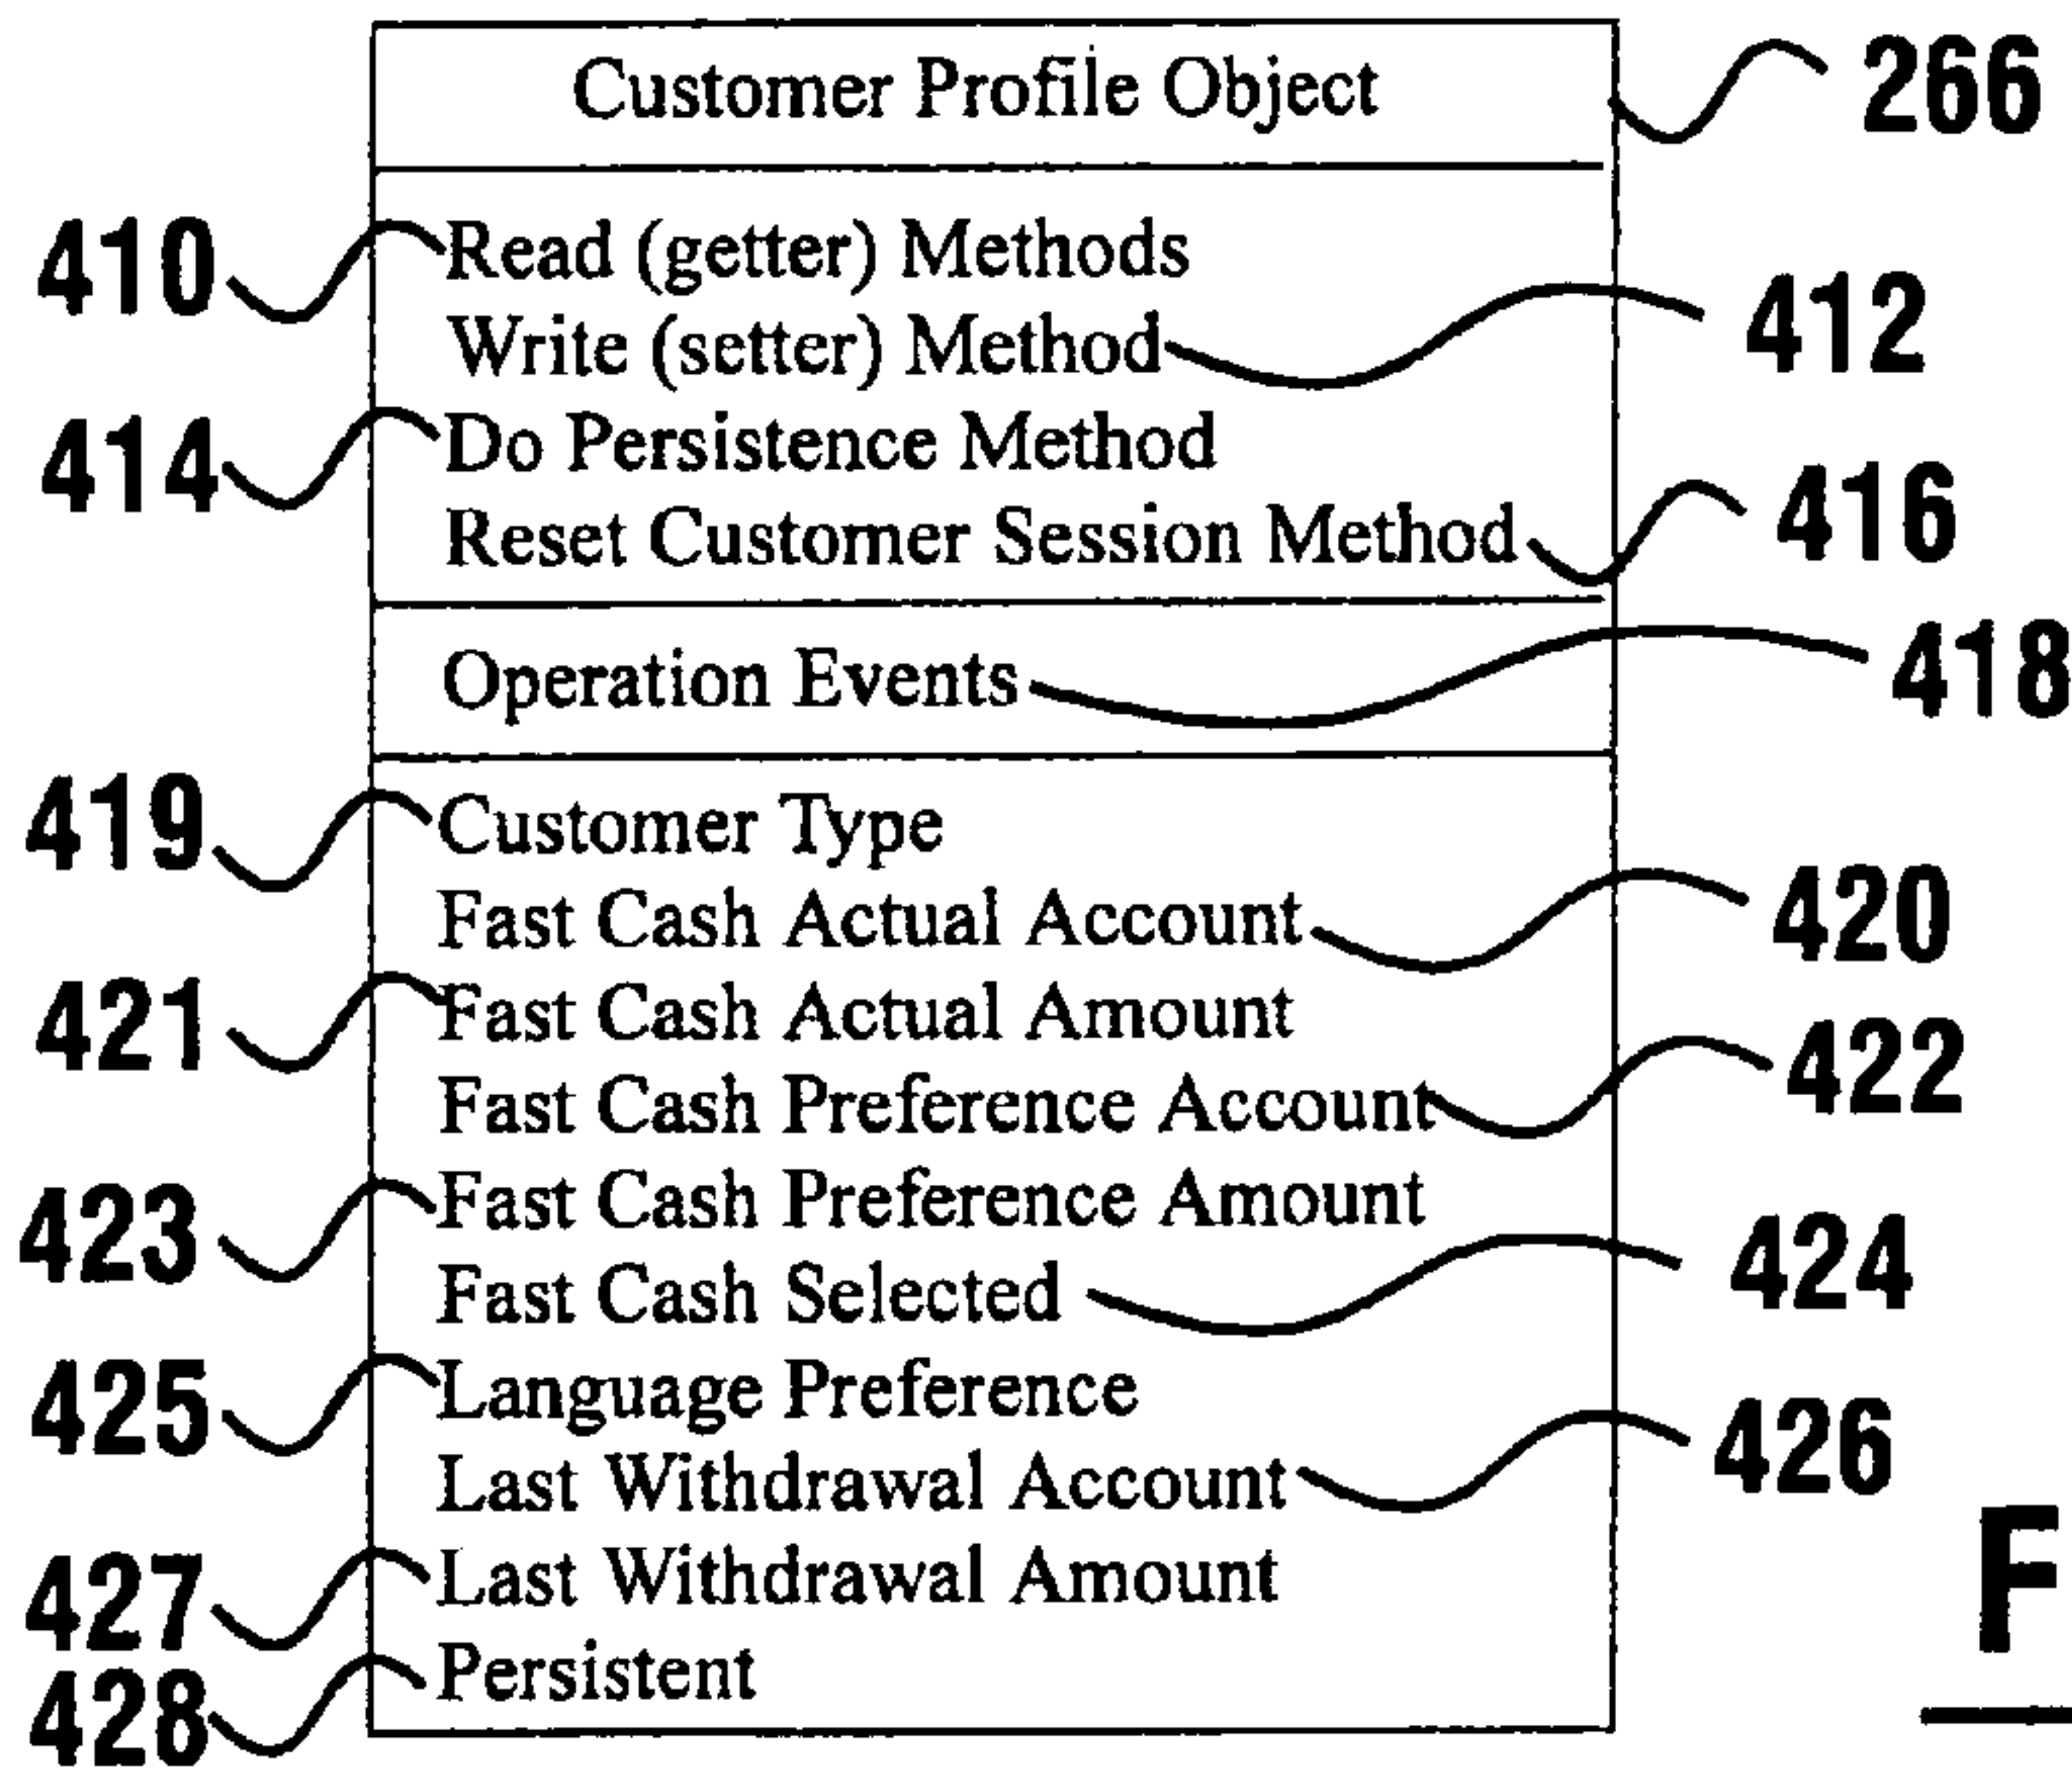 Customer Profile Object 266
410 Read (getter) Methods
Write (setter) Method 412
414 Do Persistence Method
Reset Customer Session Method 416
Operation Events 418
419 Customer Type
Fast Cash Actual Account 420
421 Fast Cash Actual Amount
Fast Cash Preference Account 422
423 Fast Cash Preference Amount
Fast Cash Selected 424
425 Language Preference
Last Withdrawal Account 426
427 Last Withdrawal Amount
428 Persistent
F